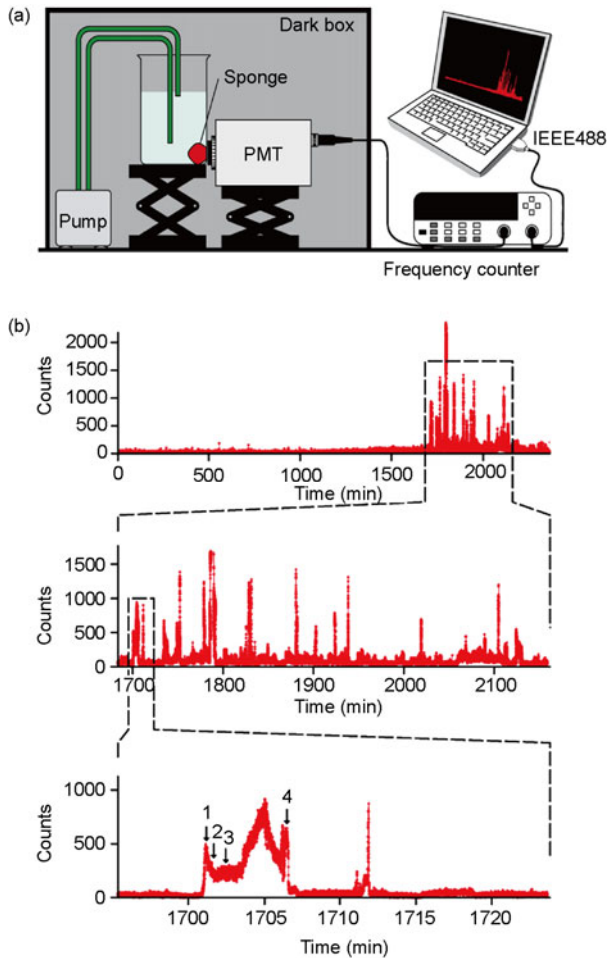 (a)
Dark box
Sponge
PMT
Pump
IEEE488
Frequency counter
(b)
Counts
2000
1500
1000
500
0
0 500 1000 1500 2000
Time (min)
Counts
1500
1000
500
0
1700 1800 1900 2000 2100
Time (min)
Counts
1000
500
0
1 2 3 4
1700 1705 1710 1715 1720
Time (min)